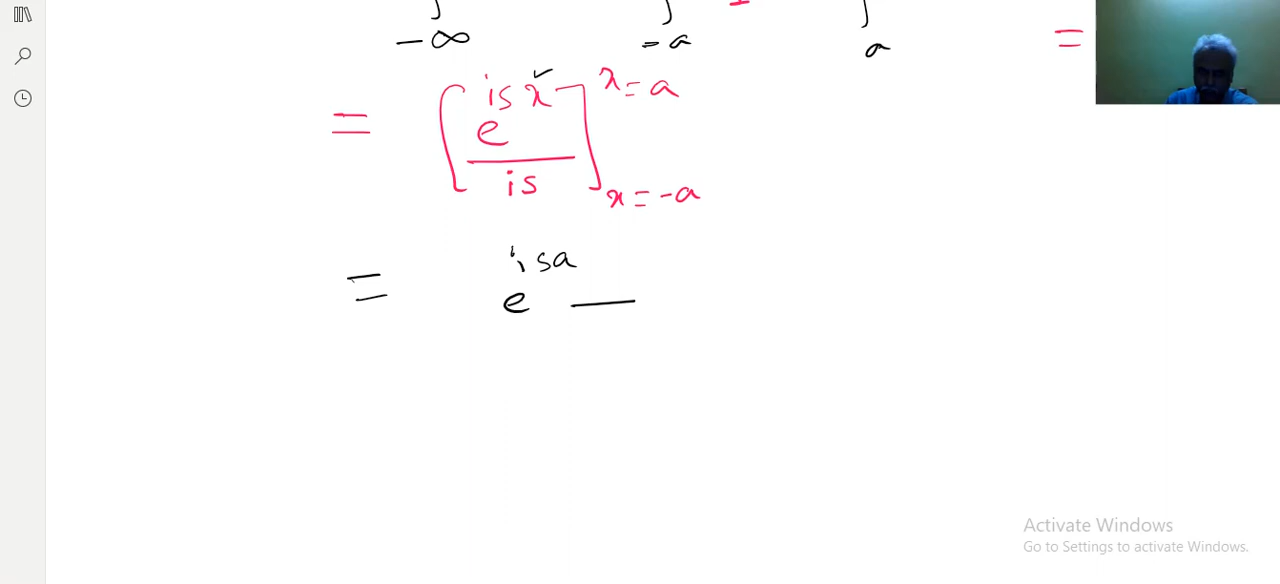 ∫_{-∞} ∫_{-a} ∫_{a} =
= [ e^{isx} / is ]_{x=-a}^{x=a}
= e^{isa} —
Activate Windows
Go to Settings to activate Windows.